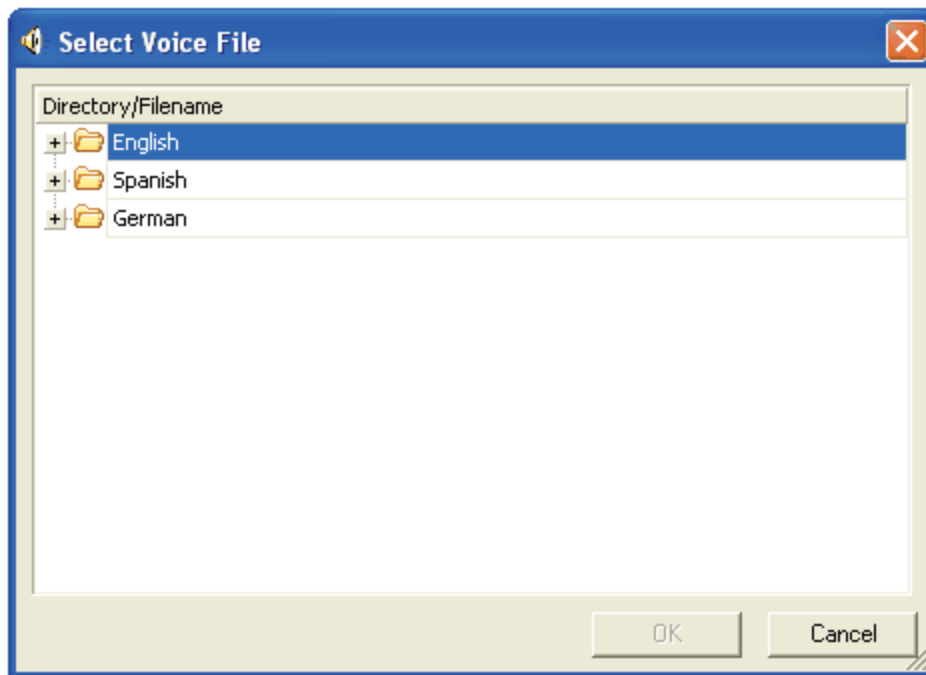 Select Voice File
Directory/Filename
English
Spanish
German
OK
Cancel